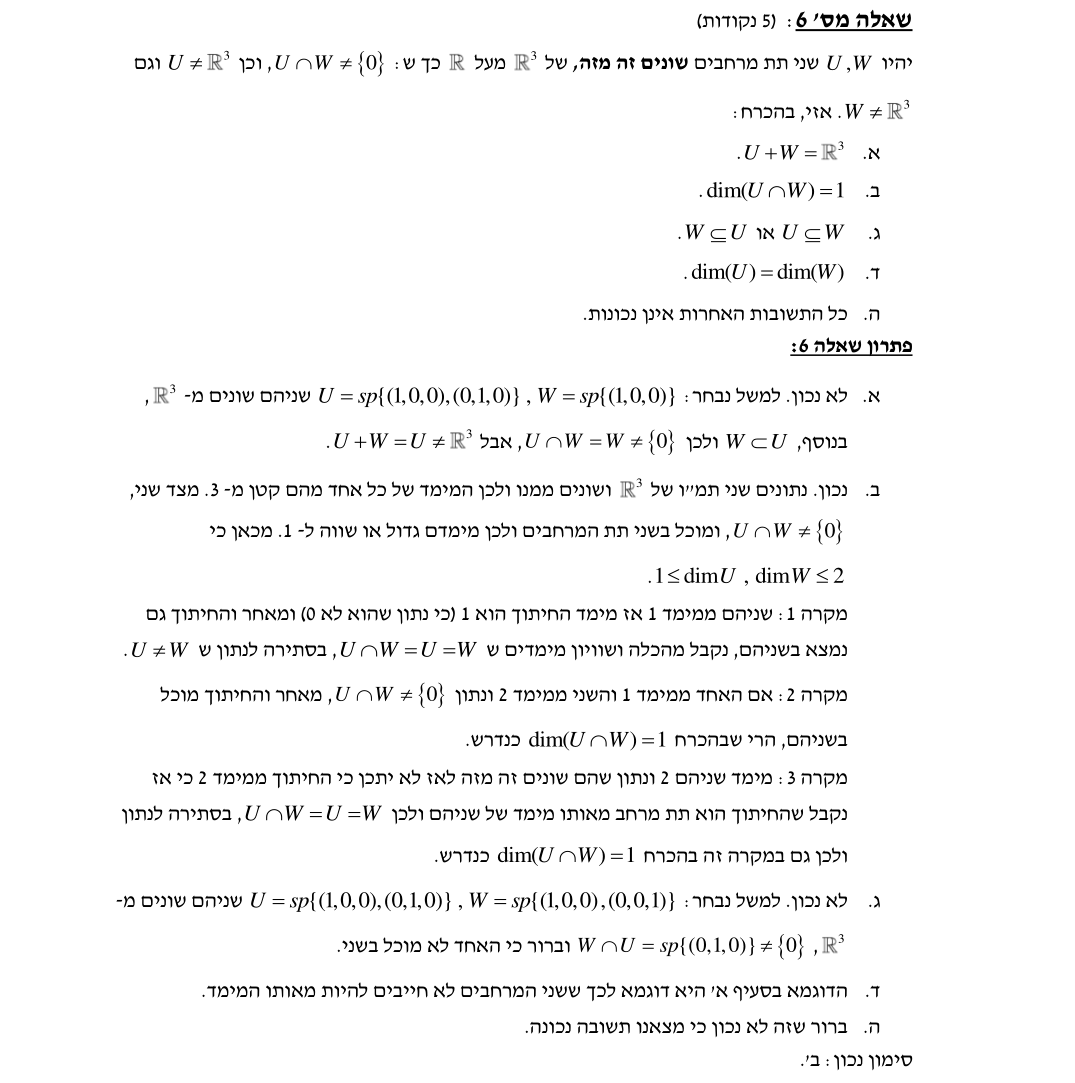 שאלה מס' 6 : (5 נקודות)
יהיו U ,W שני תת מרחבים שונים זה מזה, של ℝ³ מעל ℝ כך ש : U ∩W ≠ {0}, וכן U ≠ ℝ³ וגם
W ≠ ℝ³. אזי, בהכרח :
א. U +W = ℝ³.
ב. dim(U ∩W) = 1.
ג. U ⊆ W או W ⊆ U.
ד. dim(U) = dim(W).
ה. כל התשובות האחרות אינן נכונות.
פתרון שאלה 6:
א. לא נכון. למשל נבחר : U = sp{(1,0,0),(0,1,0)} , W = sp{(1,0,0)} שניהם שונים מ- ℝ³ ,
בנוסף, W ⊂ U ולכן U ∩W = W ≠ {0}, אבל U +W = U ≠ ℝ³.
ב. נכון. נתונים שני תמ"ו של ℝ³ ושונים ממנו ולכן המימד של כל אחד מהם קטן מ- 3. מצד שני,
U ∩W ≠ {0}, ומוכל בשני תת המרחבים ולכן מימדם גדול או שווה ל- 1. מכאן כי
1 ≤ dimU , dimW ≤ 2.
מקרה 1 : שניהם ממימד 1 אז מימד החיתוך הוא 1 (כי נתון שהוא לא 0) ומאחר והחיתוך גם
נמצא בשניהם, נקבל מהכלה ושוויון מימדים ש U ∩W = U =W, בסתירה לנתון ש U ≠ W.
מקרה 2 : אם האחד ממימד 1 והשני ממימד 2 ונתון U ∩W ≠ {0}, מאחר והחיתוך מוכל
בשניהם, הרי שבהכרח dim(U ∩W) = 1 כנדרש.
מקרה 3 : מימד שניהם 2 ונתון שהם שונים זה מזה לאז לא יתכן כי החיתוך ממימד 2 כי אז
נקבל שהחיתוך הוא תת מרחב מאותו מימד של שניהם ולכן U ∩W = U =W, בסתירה לנתון
ולכן גם במקרה זה בהכרח dim(U ∩W) = 1 כנדרש.
ג. לא נכון. למשל נבחר : U = sp{(1,0,0),(0,1,0)} , W = sp{(1,0,0),(0,0,1)} שניהם שונים מ-
ℝ³ , W ∩U = sp{(0,1,0)} ≠ {0} וברור כי האחד לא מוכל בשני.
ד. הדוגמא בסעיף א' היא דוגמא לכך ששני המרחבים לא חייבים להיות מאותו המימד.
ה. ברור שזה לא נכון כי מצאנו תשובה נכונה.
סימון נכון : ב'.